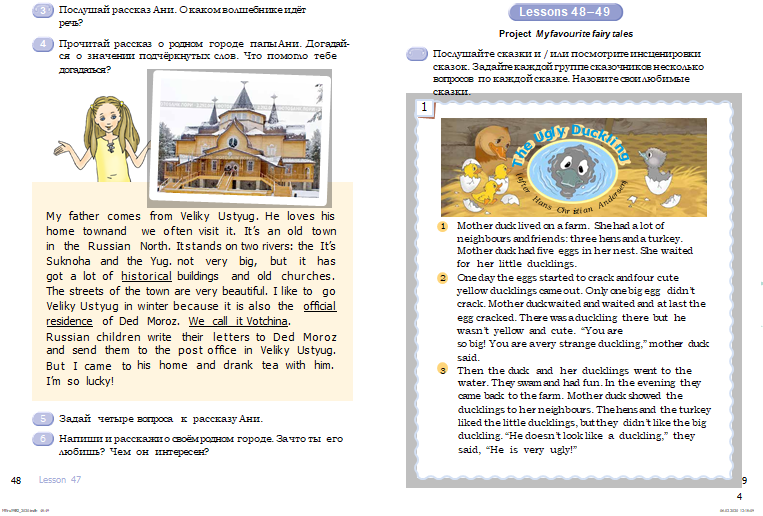 3 Послушай рассказ Ани. О каком волшебнике идёт
речь?
4 Прочитай рассказ о родном городе папы Ани. Догадай-
ся о значении подчёркнутых слов. Что помогло тебе
догадаться?
My father comes from Veliky Ustyug. He loves his
home townand we often visit it. It’s an old town
in the Russian North. Itstands on two rivers: the It’s
Suknoha and the Yug. not very big, but it has
got a lot of historical buildings and old churches.
The streets of the town are very beautiful. I like to go
Veliky Ustyug in winter because it is also the official
residence of Ded Moroz. We call it Votchina.
Russian children write their letters to Ded Moroz
and send them to the post office in Veliky Ustyug.
But I came to his home and drank tea with him.
I’m so lucky!
5 Задай четыре вопроса к рассказу Ани.
6 Напиши и расскажи о своём родном городе. За что ты его
любишь? Чем он интересен?
48 Lesson 47
Lessons 48–49
Project My favourite fairy tales
Послушайте сказки и / или посмотрите инсценировки
сказок. Задайте каждой группе сказочников несколько
вопросов по каждой сказке. Назовите свои любимые
сказки.
1
The Ugly Duckling
(after Hans Christian Andersen)
1 Mother duck lived on a farm. She had a lot of
neighbours and friends: three hens and a turkey.
Mother duck had five eggs in her nest. She waited
for her little ducklings.
2 One day the eggs started to crack and four cute
yellow ducklings came out. Only one big egg didn’t
crack. Mother duck waited and waited and at last the
egg cracked. There was a duckling there but he
wasn’t yellow and cute. “You are
so big! You are a very strange duckling,” mother duck
said.
3 Then the duck and her ducklings went to the
water. They swam and had fun. In the evening they
came back to the farm. Mother duck showed the
ducklings to her neighbours. The hens and the turkey
liked the little ducklings, but they didn’t like the big
duckling. “He doesn’t look like a duckling,” they
said, “He is very ugly!”
9
4